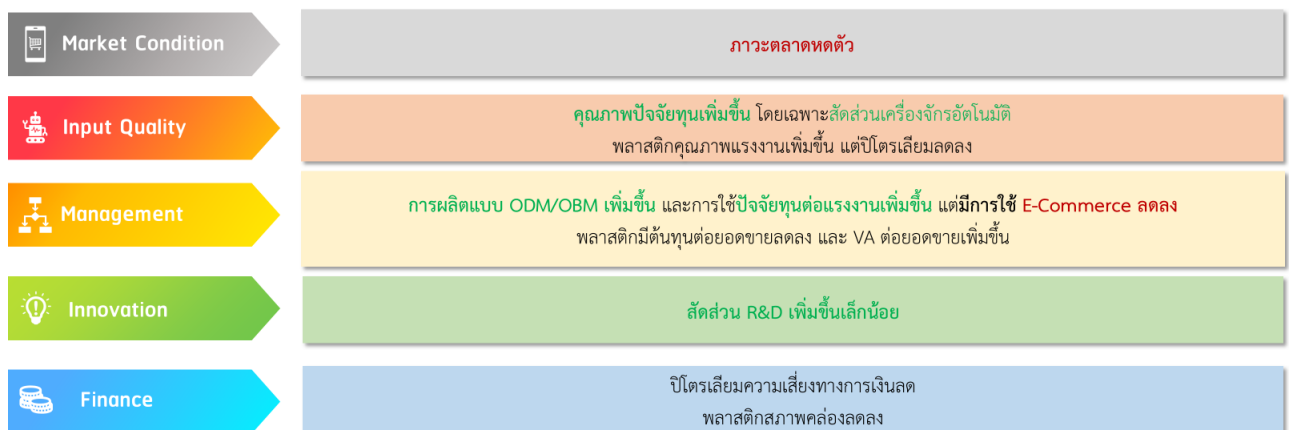 Market Condition
ภาวะตลาดหดตัว
Input Quality
คุณภาพปัจจัยทุนเพิ่มขึ้น โดยเฉพาะสัดส่วนเครื่องจักรอัตโนมัติ
พลาสติกคุณภาพแรงงานเพิ่มขึ้น แต่ปิโตรเลียมลดลง
Management
การผลิตแบบ ODM/OBM เพิ่มขึ้น และการใช้ปัจจัยทุนต่อแรงงานเพิ่มขึ้น แต่มีการใช้ E-Commerce ลดลง
พลาสติกมีต้นทุนต่อยอดขายลดลง และ VA ต่อยอดขายเพิ่มขึ้น
Innovation
สัดส่วน R&D เพิ่มขึ้นเล็กน้อย
Finance
ปิโตรเลียมความเสี่ยงทางการเงินลด
พลาสติกสภาพคล่องลดลง